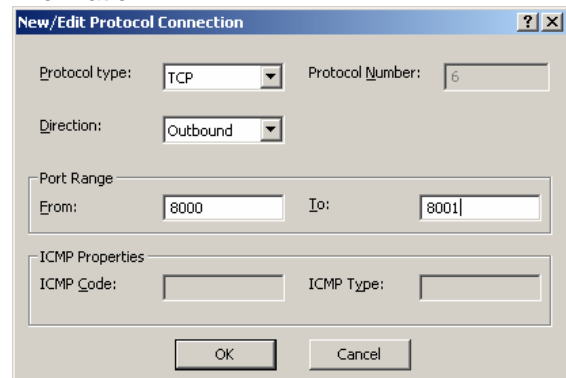 New/Edit Protocol Connection
Protocol type: TCP Protocol Number: 6
Direction: Outbound
Port Range
From: 8000 To: 8001
ICMP Properties
ICMP Code: ICMP Type:
OK Cancel